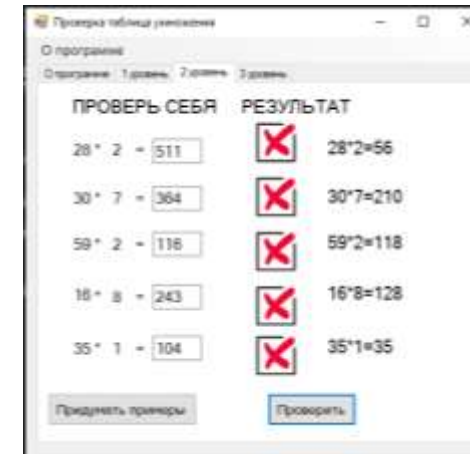 Проверка таблица умножения
О программе
О программе 1 уровень 2 уровень 3 уровень
ПРОВЕРЬ СЕБЯ РЕЗУЛЬТАТ
28 * 2 = 511 28*2=56
30 * 7 = 364 30*7=210
59 * 2 = 116 59*2=118
16 * 8 = 243 16*8=128
35 * 1 = 104 35*1=35
Придумать примеры Проверить